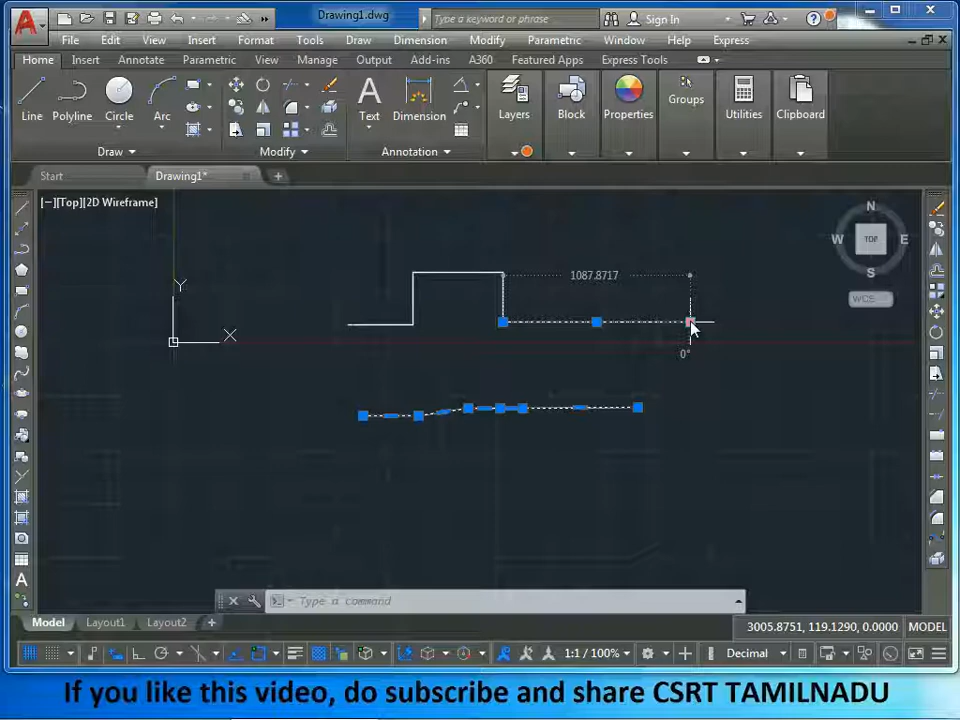 Drawing1.dwg
Type a keyword or phrase
Sign In
File Edit View Insert Format Tools Draw Dimension Modify Parametric Window Help Express
Home Insert Annotate Parametric View Manage Output Add-ins A360 Featured Apps Express Tools
Line Polyline Circle Arc Text Dimension Layers Block Properties Groups Utilities Clipboard
Draw Modify Annotation
Start Drawing1*
[−][Top][2D Wireframe]
N
W TOP E
S
WCS
1087.8717
Y
X
0°
Type a command
Model Layout1 Layout2
3005.8751, 119.1290, 0.0000 MODEL
1:1 / 100% Decimal
If you like this video, do subscribe and share CSRT TAMILNADU